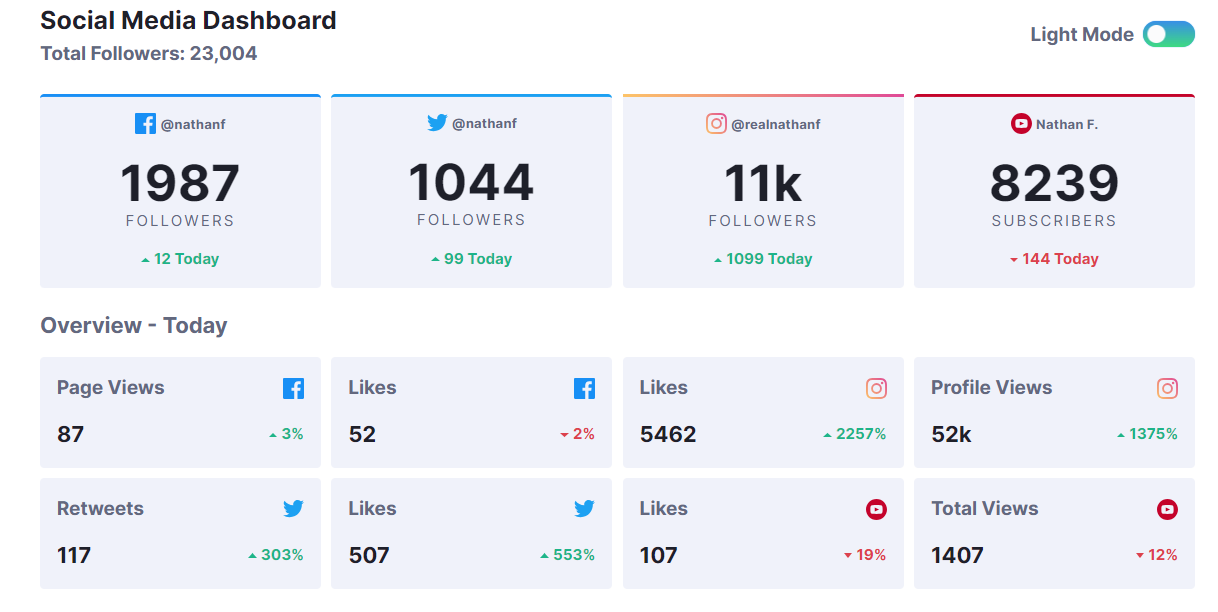 Social Media Dashboard
Total Followers: 23,004
Light Mode
@nathanf
1987
FOLLOWERS
12 Today
@nathanf
1044
FOLLOWERS
99 Today
@realnathanf
11k
FOLLOWERS
1099 Today
Nathan F.
8239
SUBSCRIBERS
144 Today
Overview - Today
Page Views
87
3%
Likes
52
2%
Likes
5462
2257%
Profile Views
52k
1375%
Retweets
117
303%
Likes
507
553%
Likes
107
19%
Total Views
1407
12%